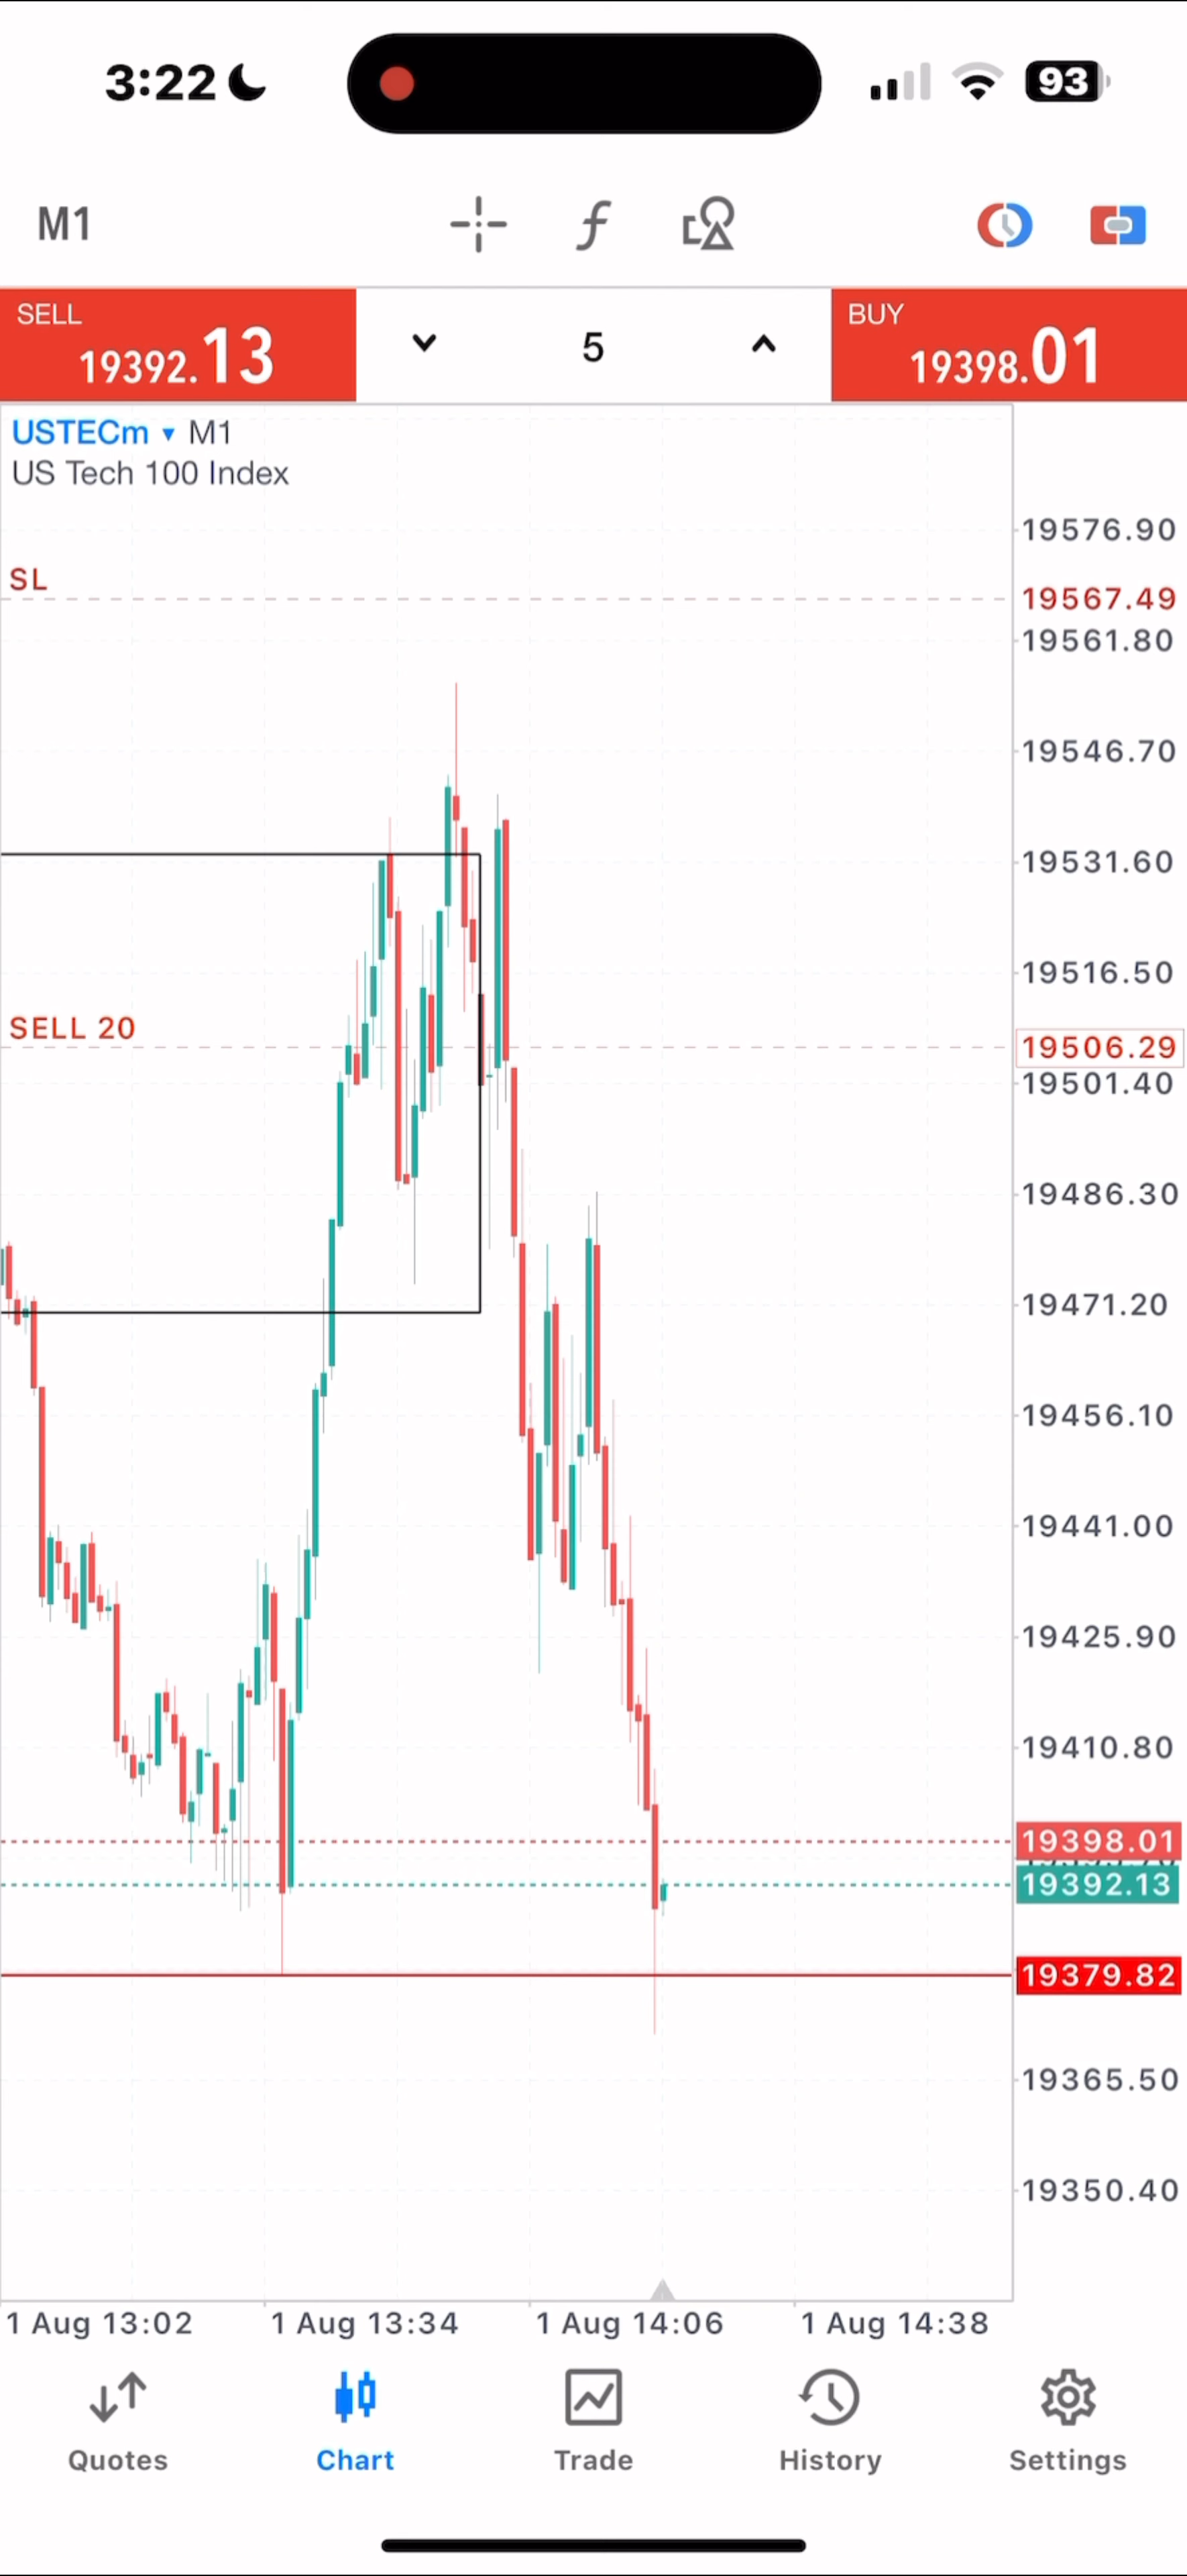 3:22
93
M1
SELL
19392.13
5
BUY
19398.01
USTECm ▾ M1
US Tech 100 Index
19576.90
SL
19567.49
19561.80
19546.70
19531.60
19516.50
SELL 20
19506.29
19501.40
19486.30
19471.20
19456.10
19441.00
19425.90
19410.80
19398.01
19392.13
19379.82
19365.50
19350.40
1 Aug 13:02
1 Aug 13:34
1 Aug 14:06
1 Aug 14:38
Quotes
Chart
Trade
History
Settings